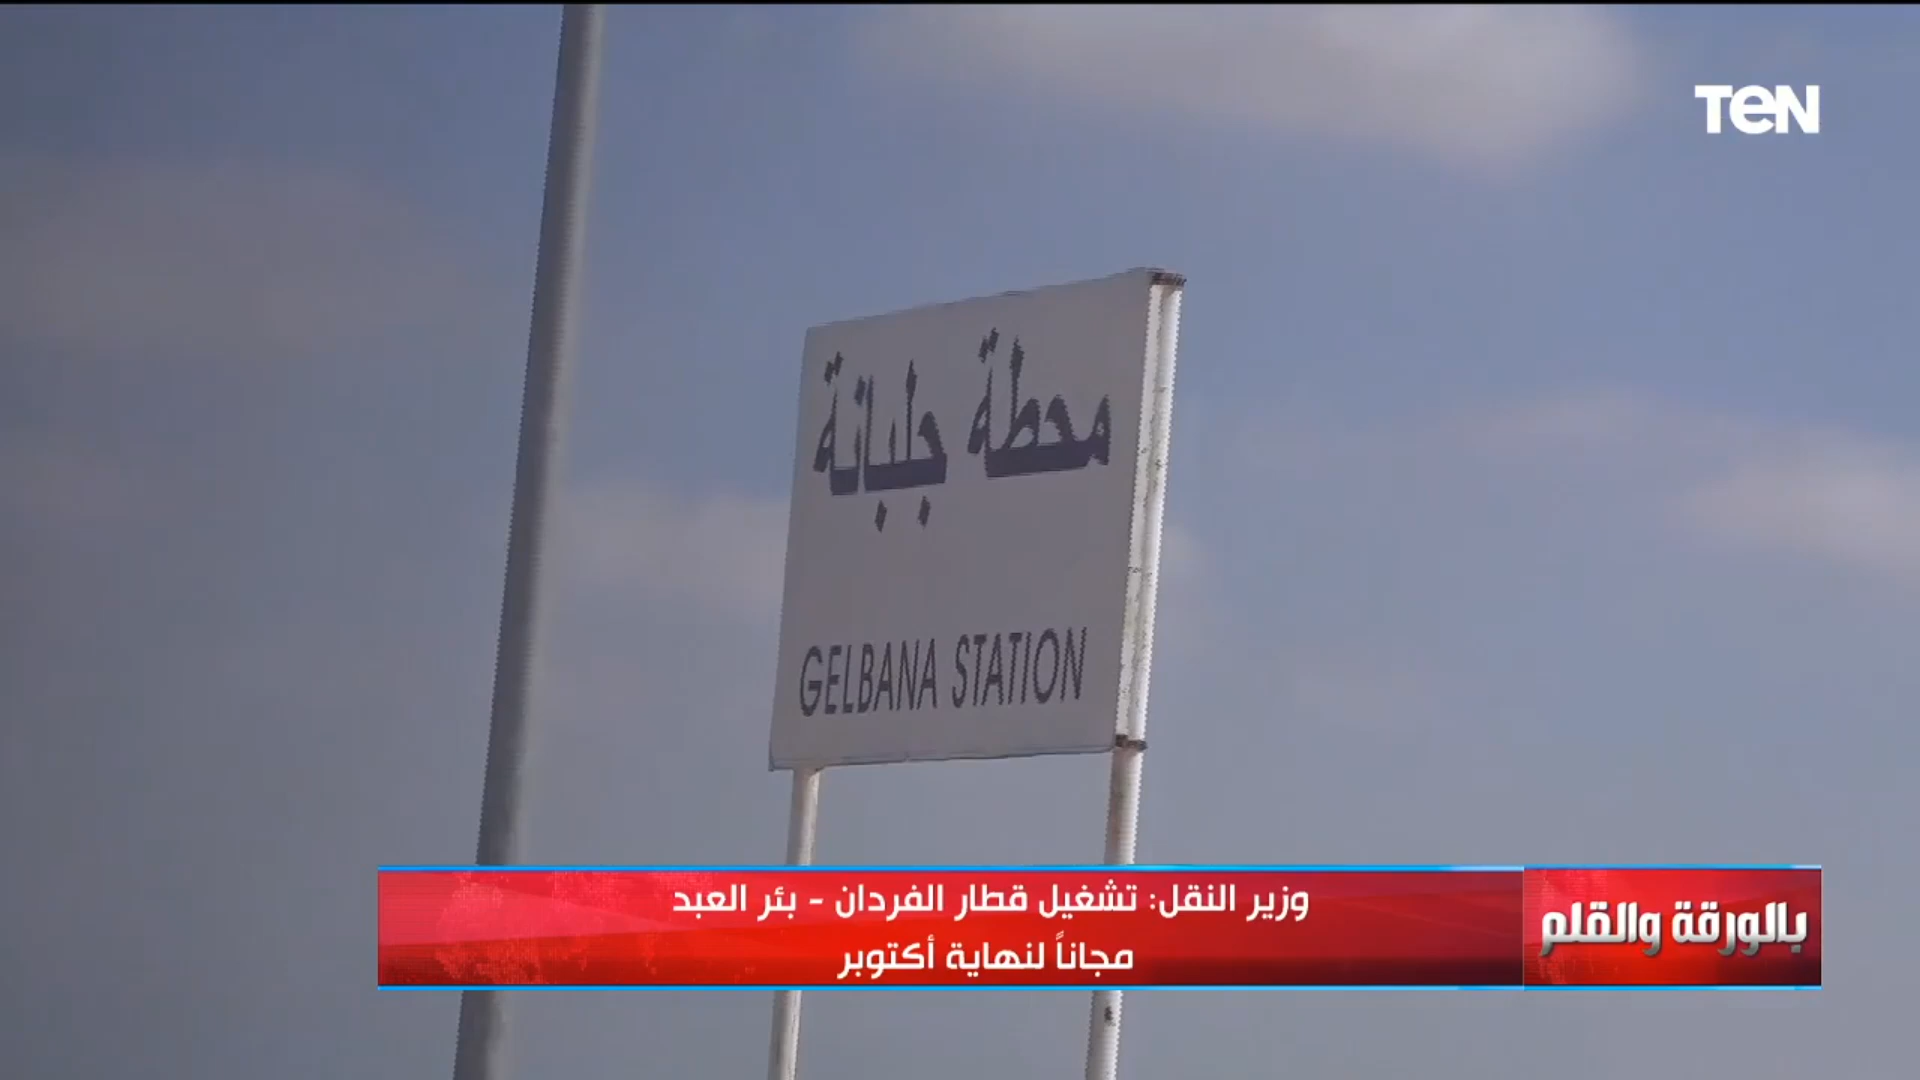 TEN
محطة جلبانة
GELBANA STATION
وزير النقل: تشغيل قطار الفردان - بئر العبد
مجاناً لنهاية أكتوبر
بالورقة والقلم